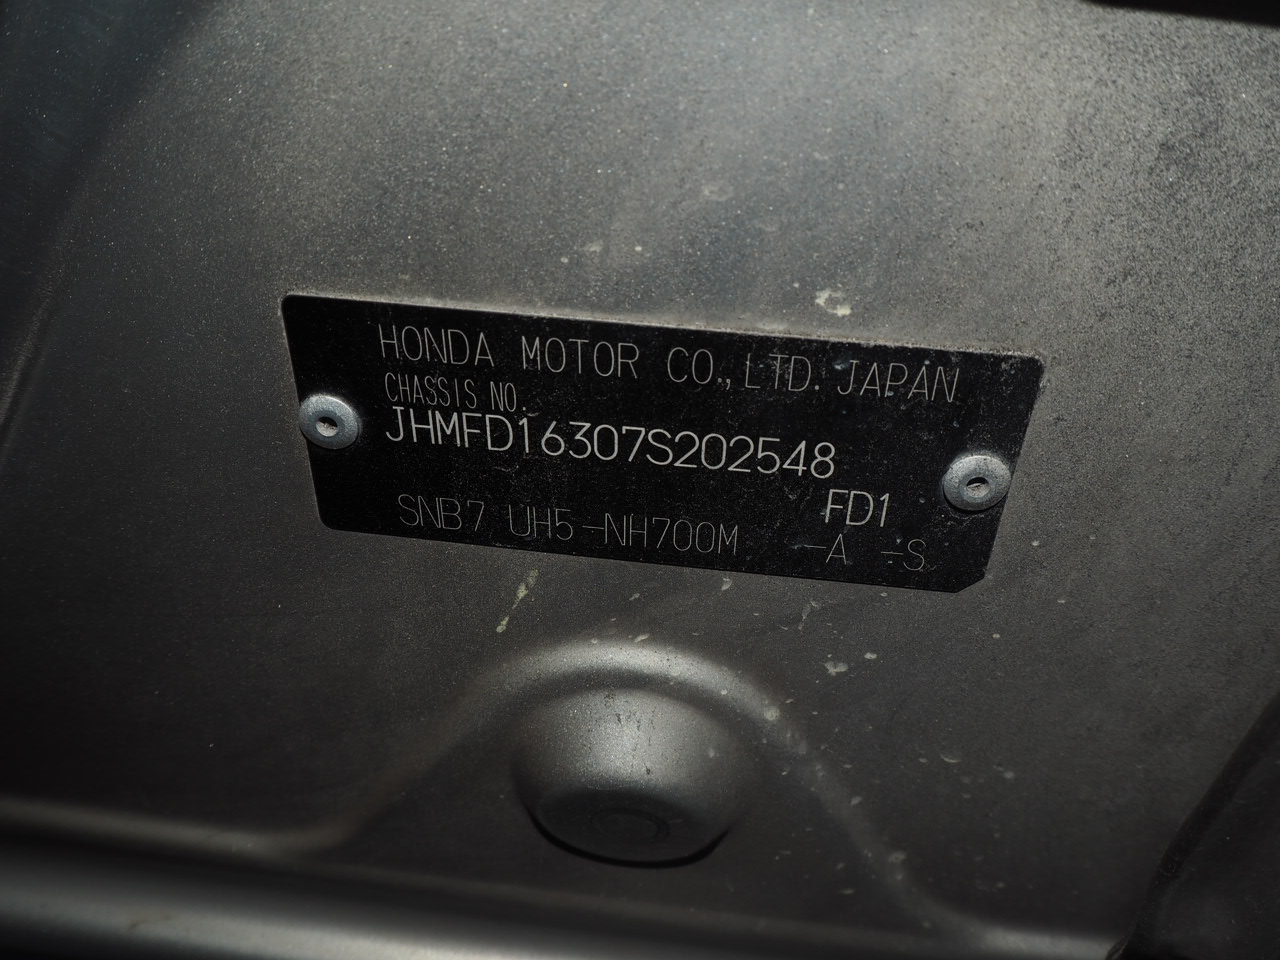 HONDA MOTOR CO., LTD. JAPAN
CHASSIS NO.
JHMFD16307S202548
FD1
SNB7 UH5-NH700M -A -S